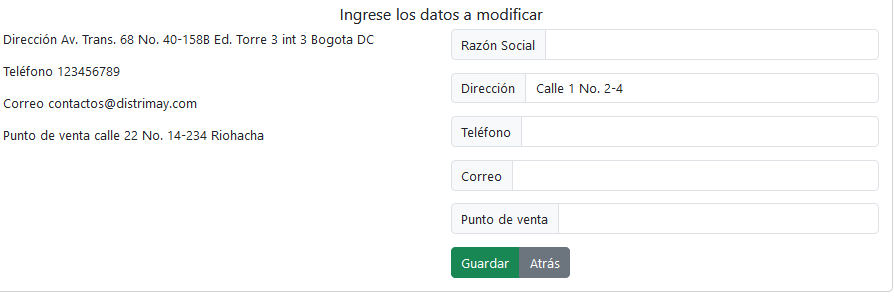 Ingrese los datos a modificar
Dirección Av. Trans. 68 No. 40-158B Ed. Torre 3 int 3 Bogota DC
Teléfono 123456789
Correo contactos@distrimay.com
Punto de venta calle 22 No. 14-234 Riohacha
Razón Social
Dirección Calle 1 No. 2-4
Teléfono
Correo
Punto de venta
Guardar Atrás